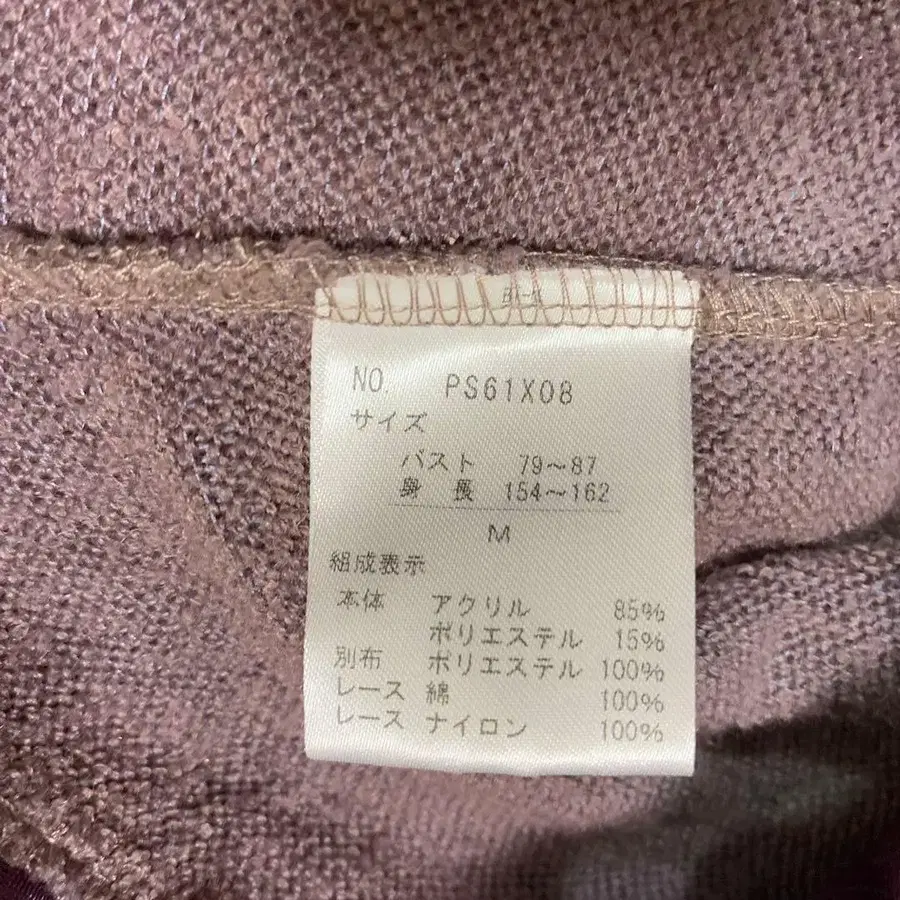 NO. PS61X08
サイズ
バスト 79～87
身長 154～162
M
組成表示
本体 アクリル 85%
ポリエステル 15%
別布 ポリエステル 100%
レース 綿 100%
レース ナイロン 100%